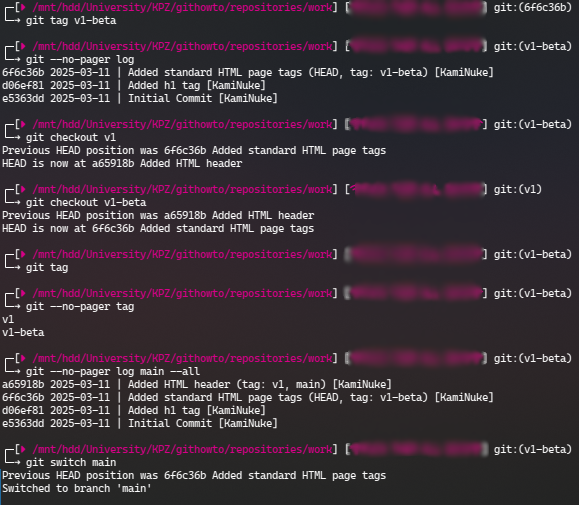 [ /mnt/hdd/University/KPZ/githowto/repositories/work] [ ] git:(6f6c36b)
git tag v1-beta
[ /mnt/hdd/University/KPZ/githowto/repositories/work] [ ] git:(v1-beta)
git --no-pager log
6f6c36b 2025-03-11 | Added standard HTML page tags (HEAD, tag: v1-beta) [KamiNuke]
d06ef81 2025-03-11 | Added h1 tag [KamiNuke]
e5363dd 2025-03-11 | Initial Commit [KamiNuke]
[ /mnt/hdd/University/KPZ/githowto/repositories/work] [ ] git:(v1-beta)
git checkout v1
Previous HEAD position was 6f6c36b Added standard HTML page tags
HEAD is now at a65918b Added HTML header
[ /mnt/hdd/University/KPZ/githowto/repositories/work] [ ] git:(v1)
git checkout v1-beta
Previous HEAD position was a65918b Added HTML header
HEAD is now at 6f6c36b Added standard HTML page tags
[ /mnt/hdd/University/KPZ/githowto/repositories/work] [ ] git:(v1-beta)
git tag
[ /mnt/hdd/University/KPZ/githowto/repositories/work] [ ] git:(v1-beta)
git --no-pager tag
v1
v1-beta
[ /mnt/hdd/University/KPZ/githowto/repositories/work] [ ] git:(v1-beta)
git --no-pager log main --all
a65918b 2025-03-11 | Added HTML header (tag: v1, main) [KamiNuke]
6f6c36b 2025-03-11 | Added standard HTML page tags (HEAD, tag: v1-beta) [KamiNuke]
d06ef81 2025-03-11 | Added h1 tag [KamiNuke]
e5363dd 2025-03-11 | Initial Commit [KamiNuke]
[ /mnt/hdd/University/KPZ/githowto/repositories/work] [ ] git:(v1-beta)
git switch main
Previous HEAD position was 6f6c36b Added standard HTML page tags
Switched to branch 'main'